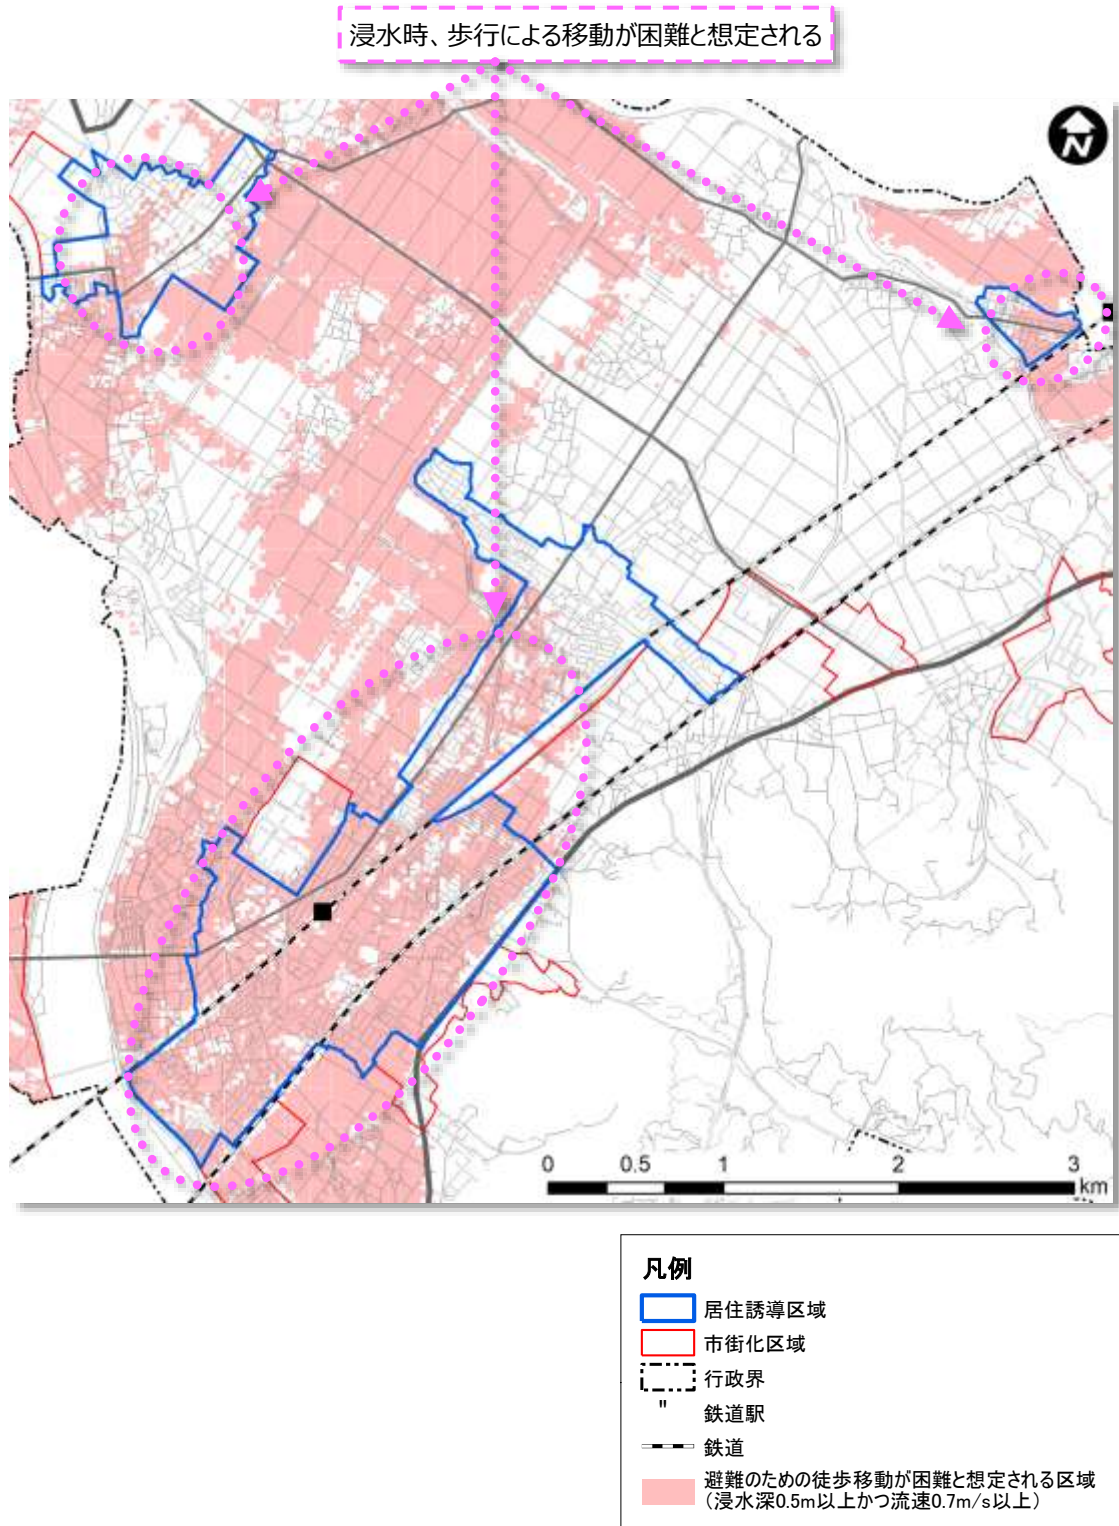 浸水時、歩行による移動が困難と想定される
N
0 0.5 1 2 3
km
凡例
居住誘導区域
市街化区域
行政界
" 鉄道駅
鉄道
避難のための徒歩移動が困難と想定される区域
（浸水深0.5m以上かつ流速0.7m/s以上）